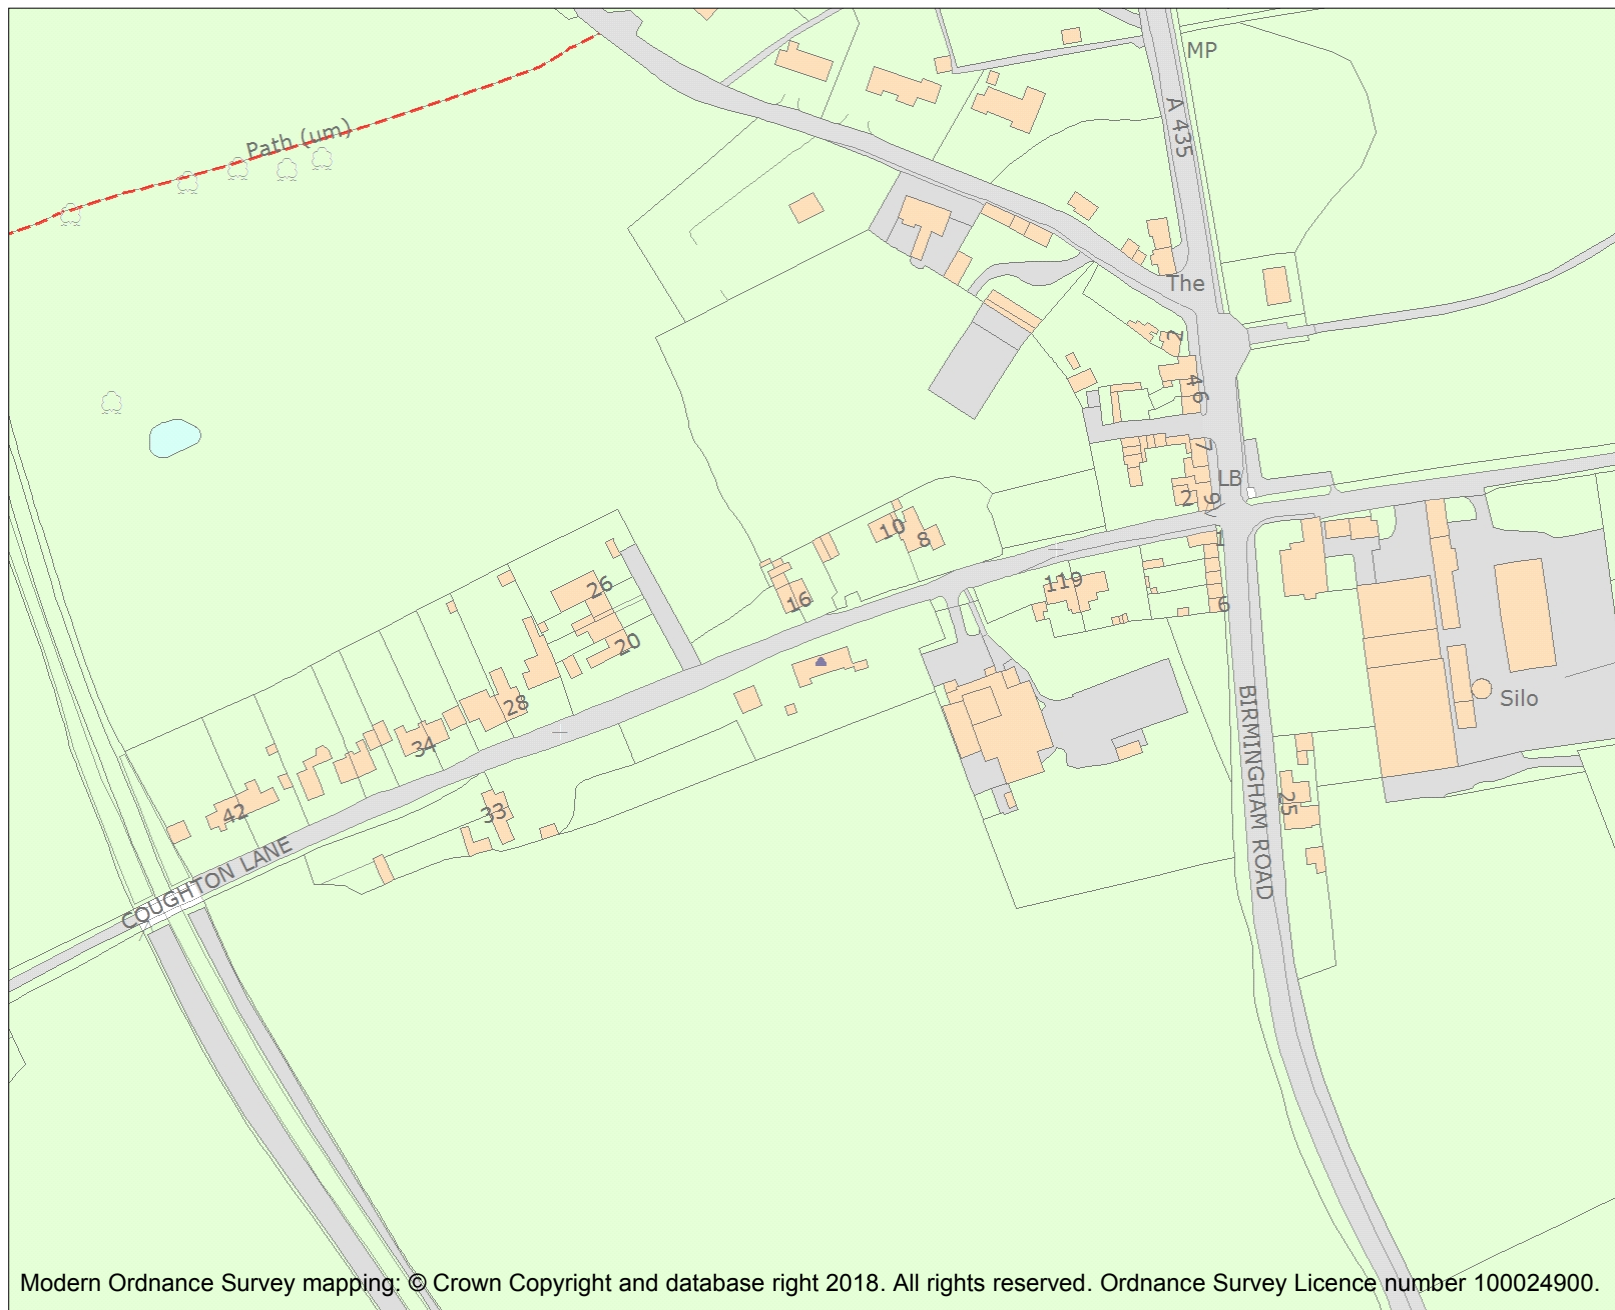 MP
A 435
Path (um)
The
2
4
6
7
LB
2
9
10
8
1
119
26
16
6
20
Silo
28
34
25
42
33
BIRMINGHAM ROAD
COUGHTON LANE
Modern Ordnance Survey mapping: © Crown Copyright and database right 2018. All rights reserved. Ordnance Survey Licence number 100024900.